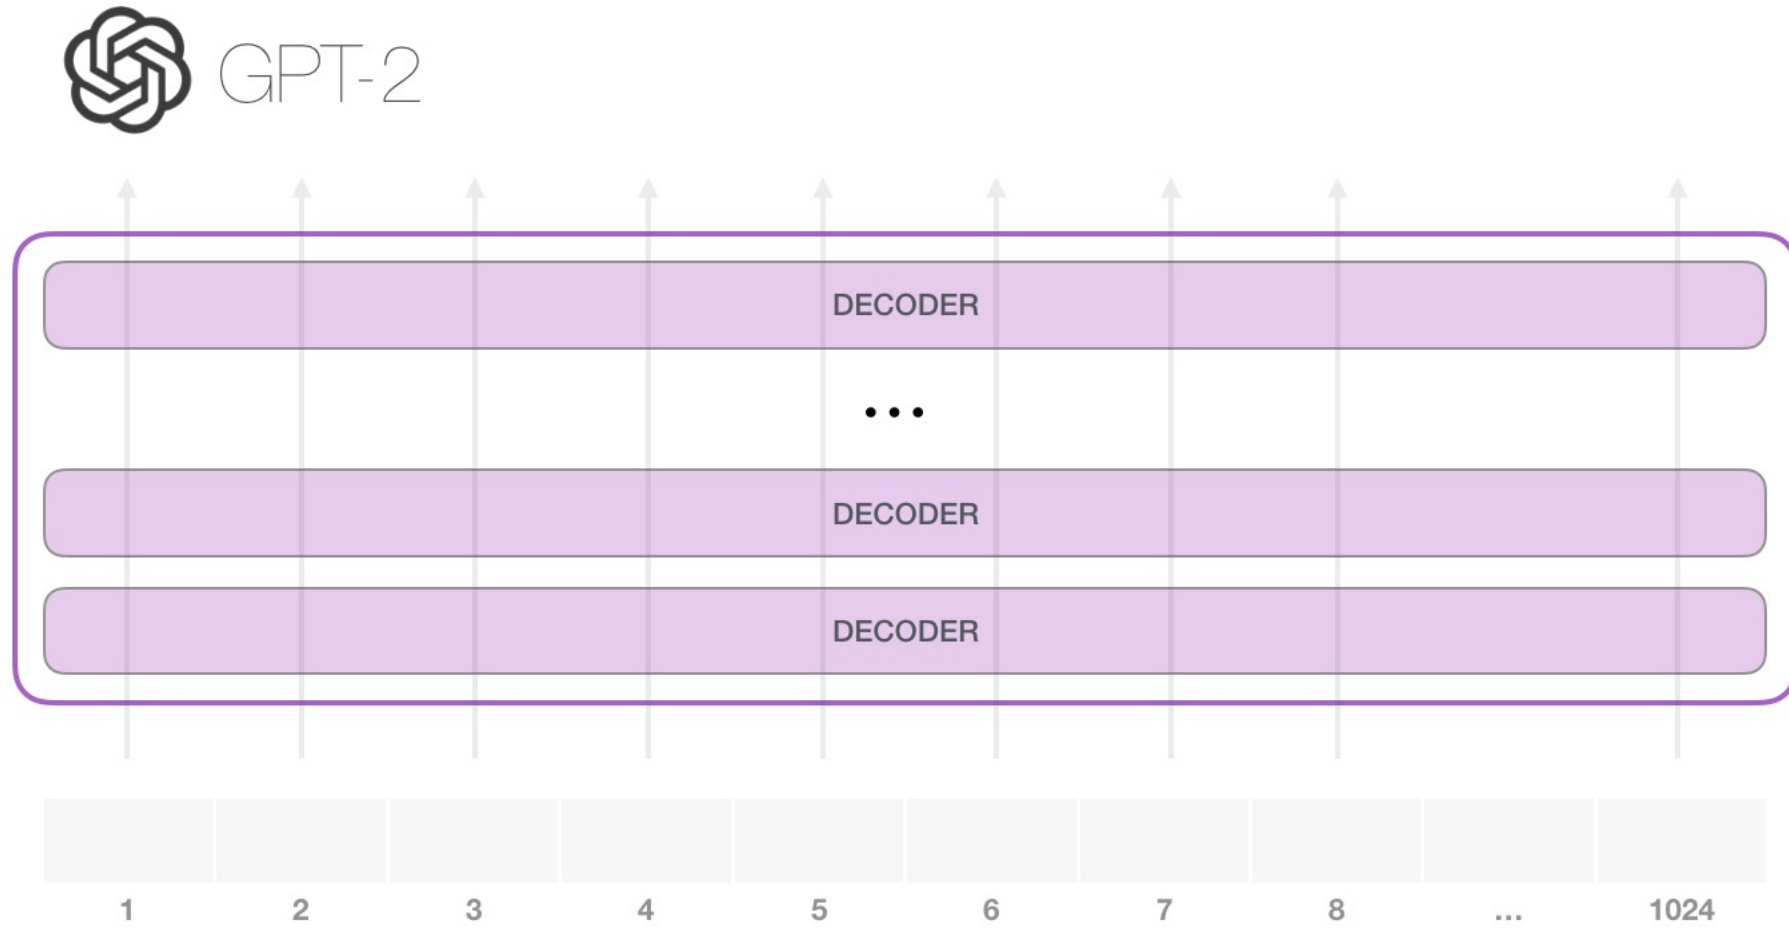 GPT-2
DECODER
...
DECODER
DECODER
1 2 3 4 5 6 7 8 ... 1024